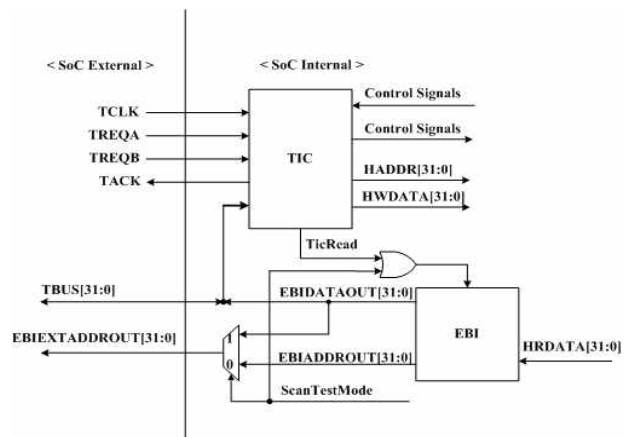 < SoC External >
< SoC Internal >
TCLK
TREQA
TREQB
TACK
TIC
Control Signals
Control Signals
HADDR[31:0]
HWDATA[31:0]
TicRead
TBUS[31:0]
EBIDATAOUT[31:0]
EBIEXTADDROUT[31:0]
1
0
EBIADDROUT[31:0]
EBI
HRDATA[31:0]
ScanTestMode